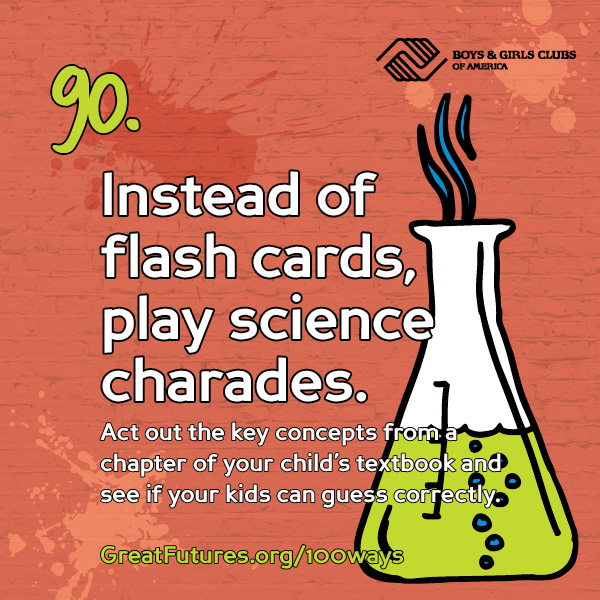 BOYS & GIRLS CLUBS
OF AMERICA
90.
Instead of
flash cards,
play science
charades.
Act out the key concepts from a
chapter of your child's textbook and
see if your kids can guess correctly.
GreatFutures.org/100ways